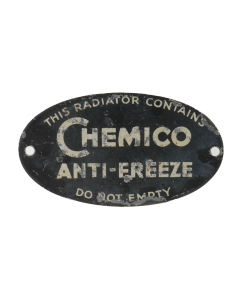 THIS RADIATOR CONTAINS
CHEMICO
ANTI-FREEZE
DO NOT EMPTY